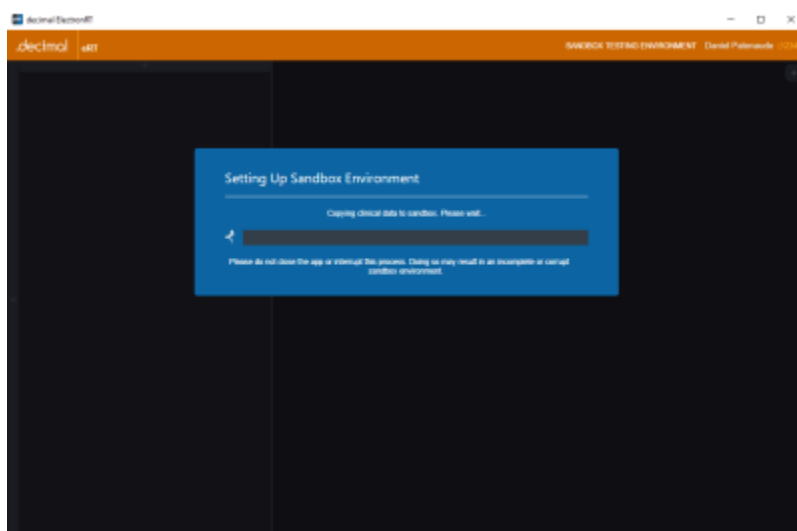 decimal ElectronRT
.decimal eRT
SANDBOX TESTING ENVIRONMENT Daniel Patenaude
Setting Up Sandbox Environment
Copying clinical data to sandbox. Please wait...
Please do not close the app or interrupt this process. Doing so may result in an incomplete or corrupt
sandbox environment.